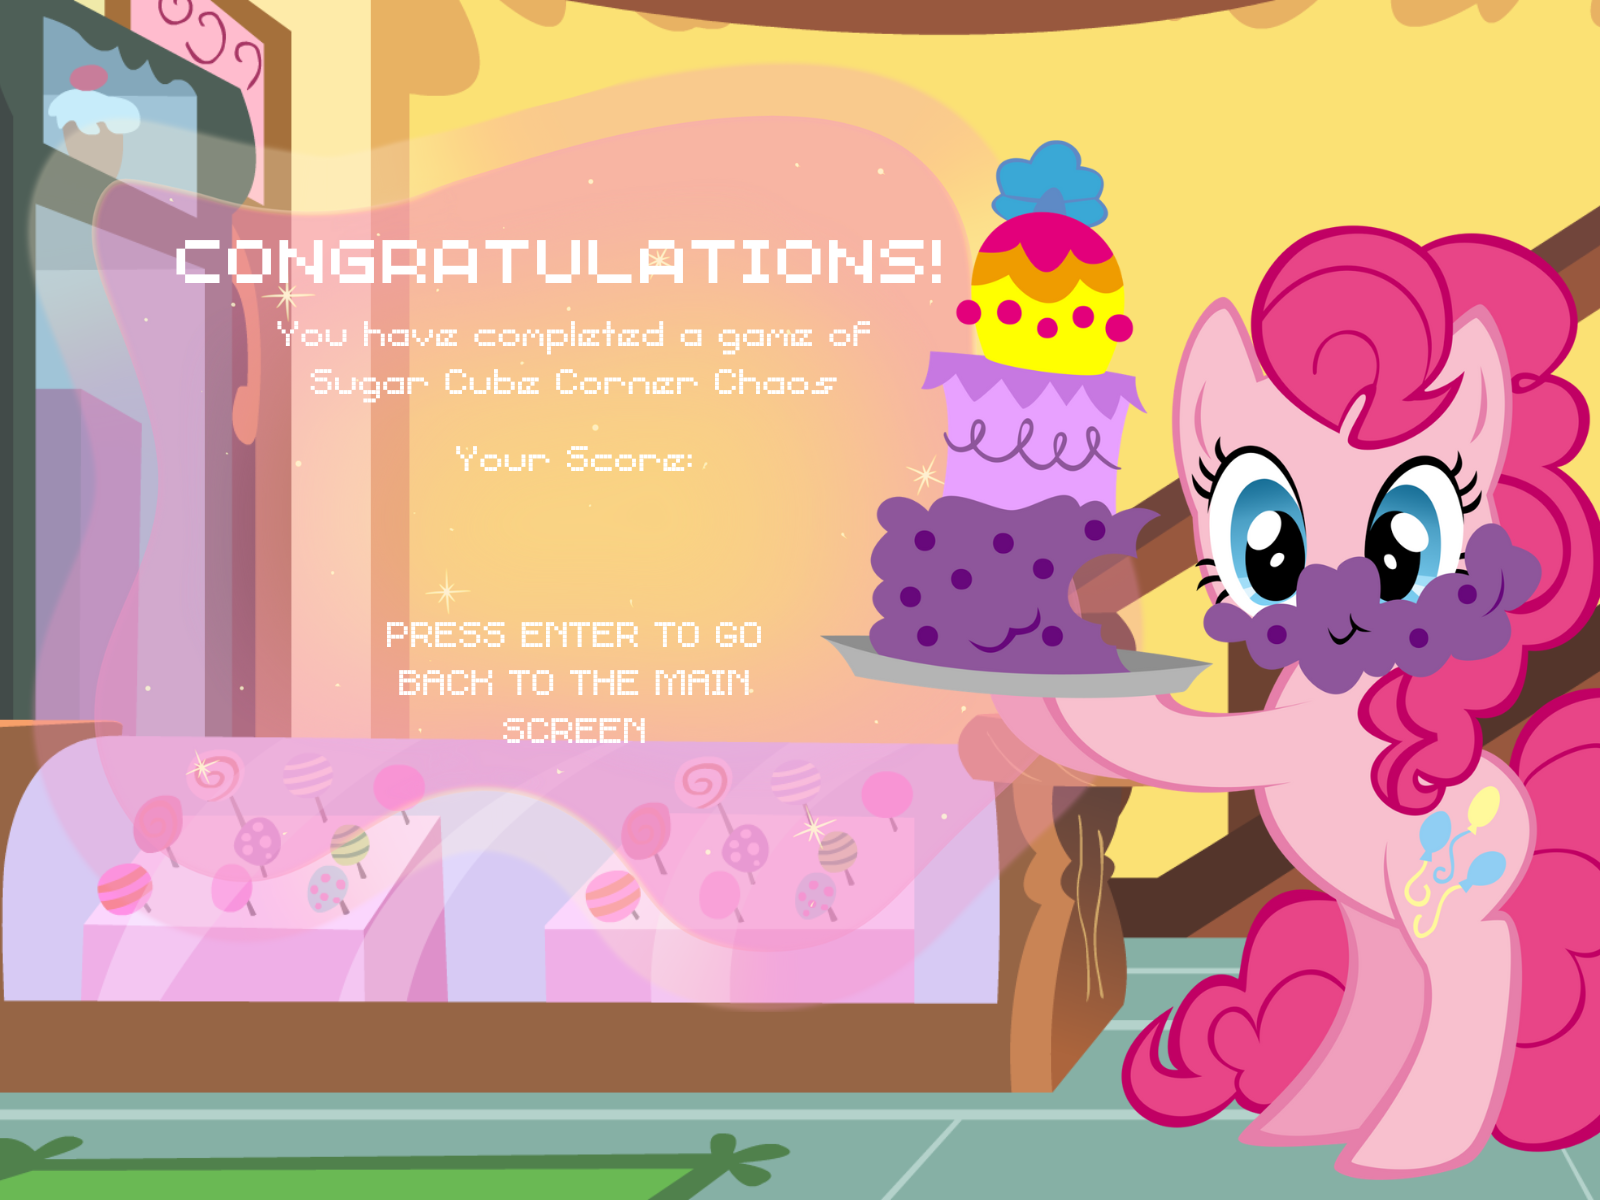 CONGRATULATIONS!
You have completed a game of
Sugar Cube Corner Chaos
Your Score:
PRESS ENTER TO GO
BACK TO THE MAIN
SCREEN